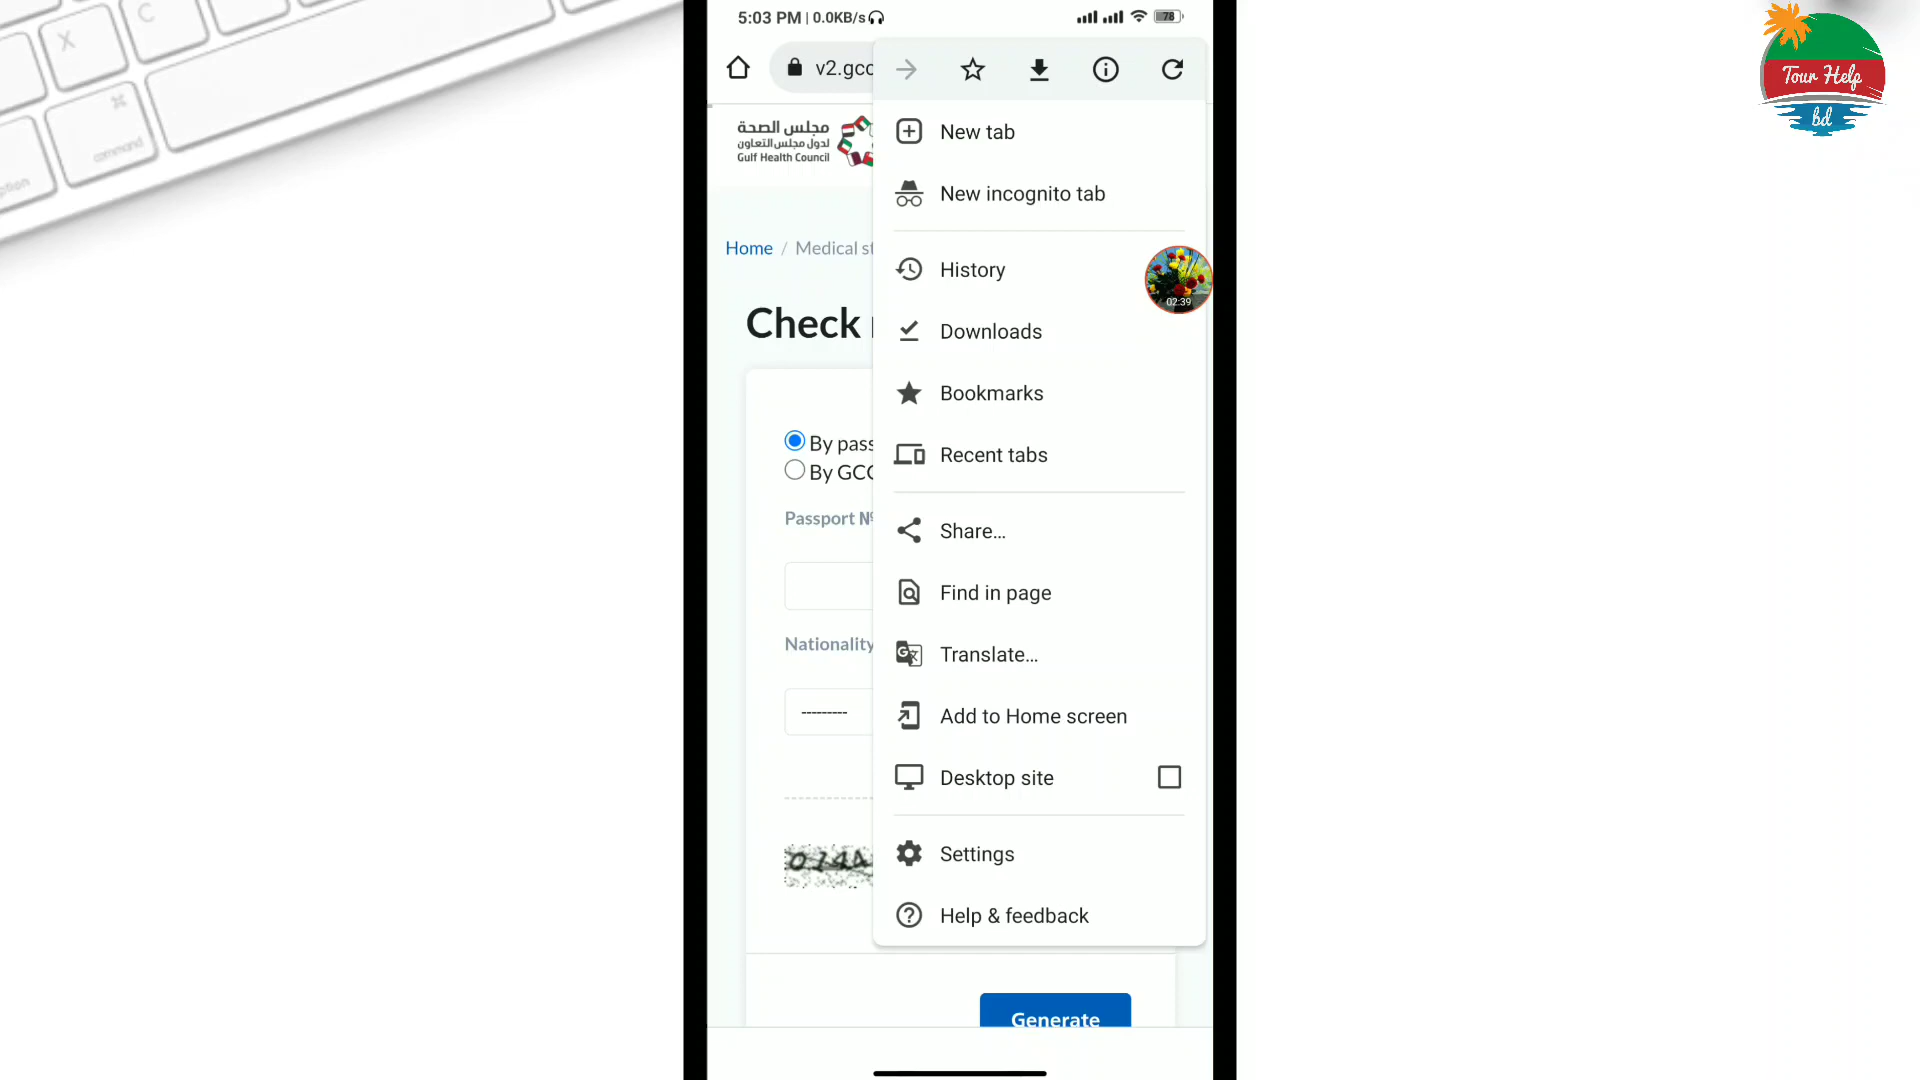 X
C
⌘
command
ption
5:03 PM | 0.0KB/s
78
v2.gcc
مجلس الصحة
لدول مجلس التعاون
Gulf Health Council
Home / Medical st
Check
By pass
By GCC
Passport №
Nationality
---------
Generate
New tab
New incognito tab
History
02:39
Downloads
Bookmarks
Recent tabs
Share...
Find in page
Translate...
Add to Home screen
Desktop site
Settings
Help & feedback
Tour Help
bd